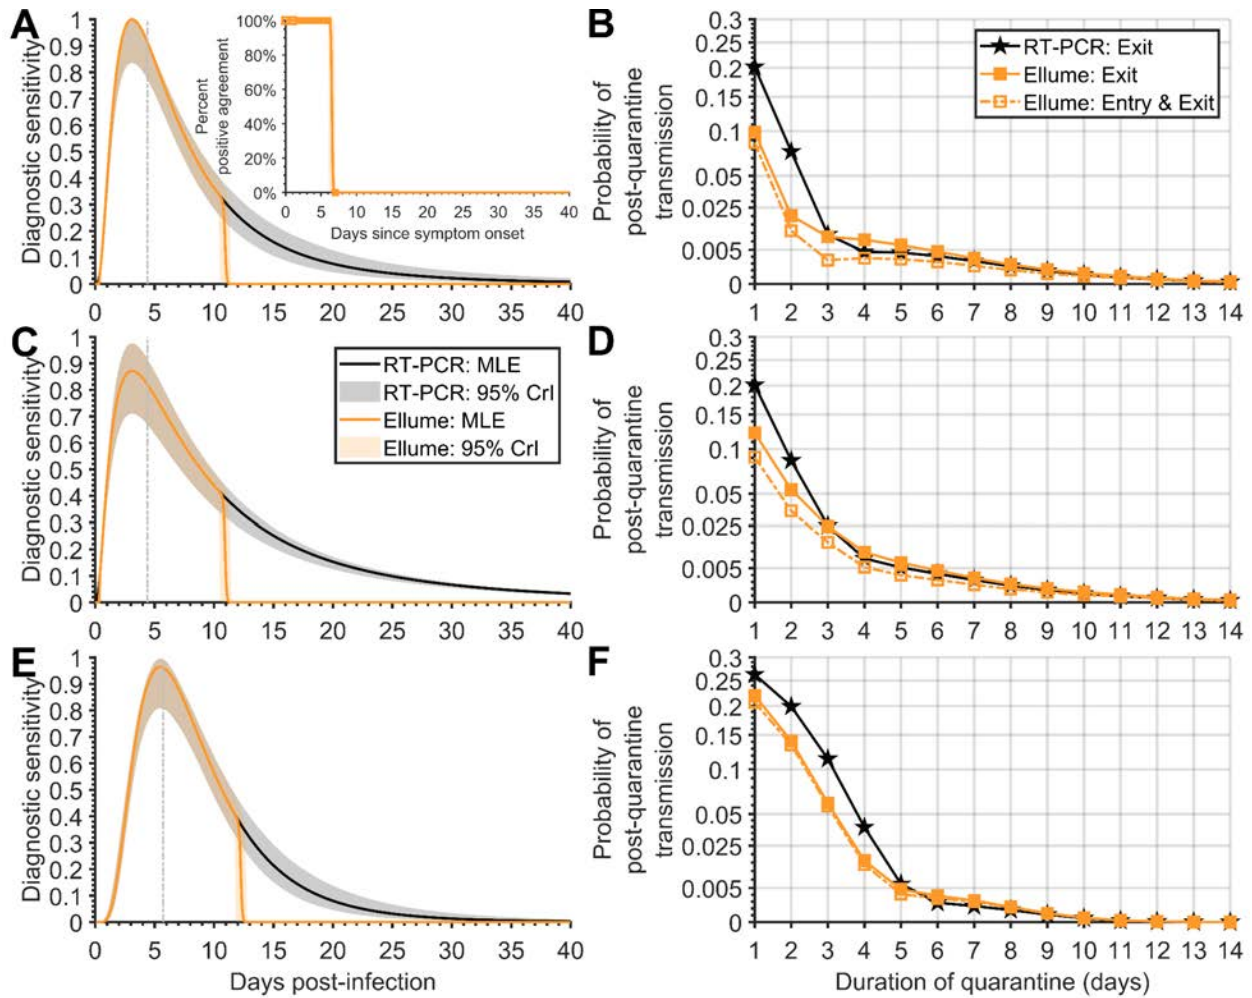 A
Diagnostic sensitivity
1
0.9
0.8
0.7
0.6
0.5
0.4
0.3
0.2
0.1
0
0 5 10 15 20 25 30 35 40
Percent
positive agreement
100%
80%
60%
40%
20%
0%
0 5 10 15 20 25 30 35 40
Days since symptom onset
B
Probability of
post-quarantine
transmission
0.3
0.25
0.2
0.15
0.1
0.05
0.025
0.005
0
1 2 3 4 5 6 7 8 9 10 11 12 13 14
RT-PCR: Exit
Ellume: Exit
Ellume: Entry & Exit
C
Diagnostic sensitivity
1
0.9
0.8
0.7
0.6
0.5
0.4
0.3
0.2
0.1
0
0 5 10 15 20 25 30 35 40
RT-PCR: MLE
RT-PCR: 95% CrI
Ellume: MLE
Ellume: 95% CrI
D
Probability of
post-quarantine
transmission
0.3
0.25
0.2
0.15
0.1
0.05
0.025
0.005
0
1 2 3 4 5 6 7 8 9 10 11 12 13 14
E
Diagnostic sensitivity
1
0.9
0.8
0.7
0.6
0.5
0.4
0.3
0.2
0.1
0
0 5 10 15 20 25 30 35 40
Days post-infection
F
Probability of
post-quarantine
transmission
0.3
0.25
0.2
0.15
0.1
0.05
0.025
0.005
0
1 2 3 4 5 6 7 8 9 10 11 12 13 14
Duration of quarantine (days)